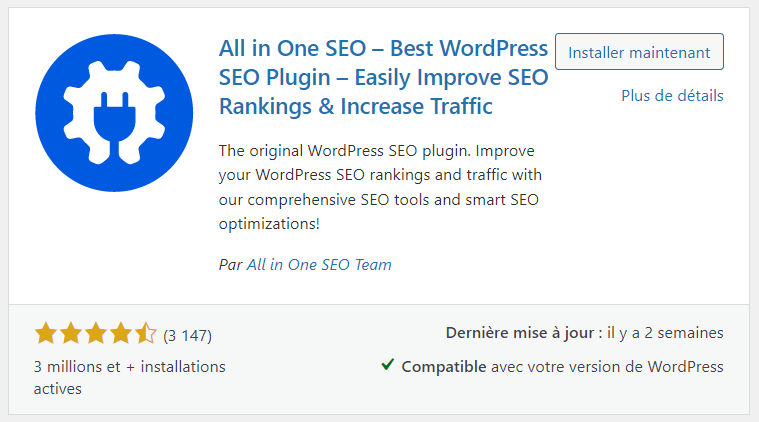 All in One SEO – Best WordPress
SEO Plugin – Easily Improve SEO
Rankings & Increase Traffic
Installer maintenant
Plus de détails
The original WordPress SEO plugin. Improve
your WordPress SEO rankings and traffic with
our comprehensive SEO tools and smart SEO
optimizations!
Par All in One SEO Team
(3 147)
3 millions et + installations
actives
Dernière mise à jour : il y a 2 semaines
Compatible avec votre version de WordPress